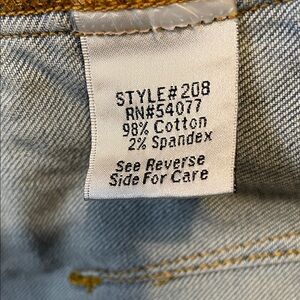 STYLE#208
RN#54077
98% Cotton
2% Spandex
See Reverse
Side For Care